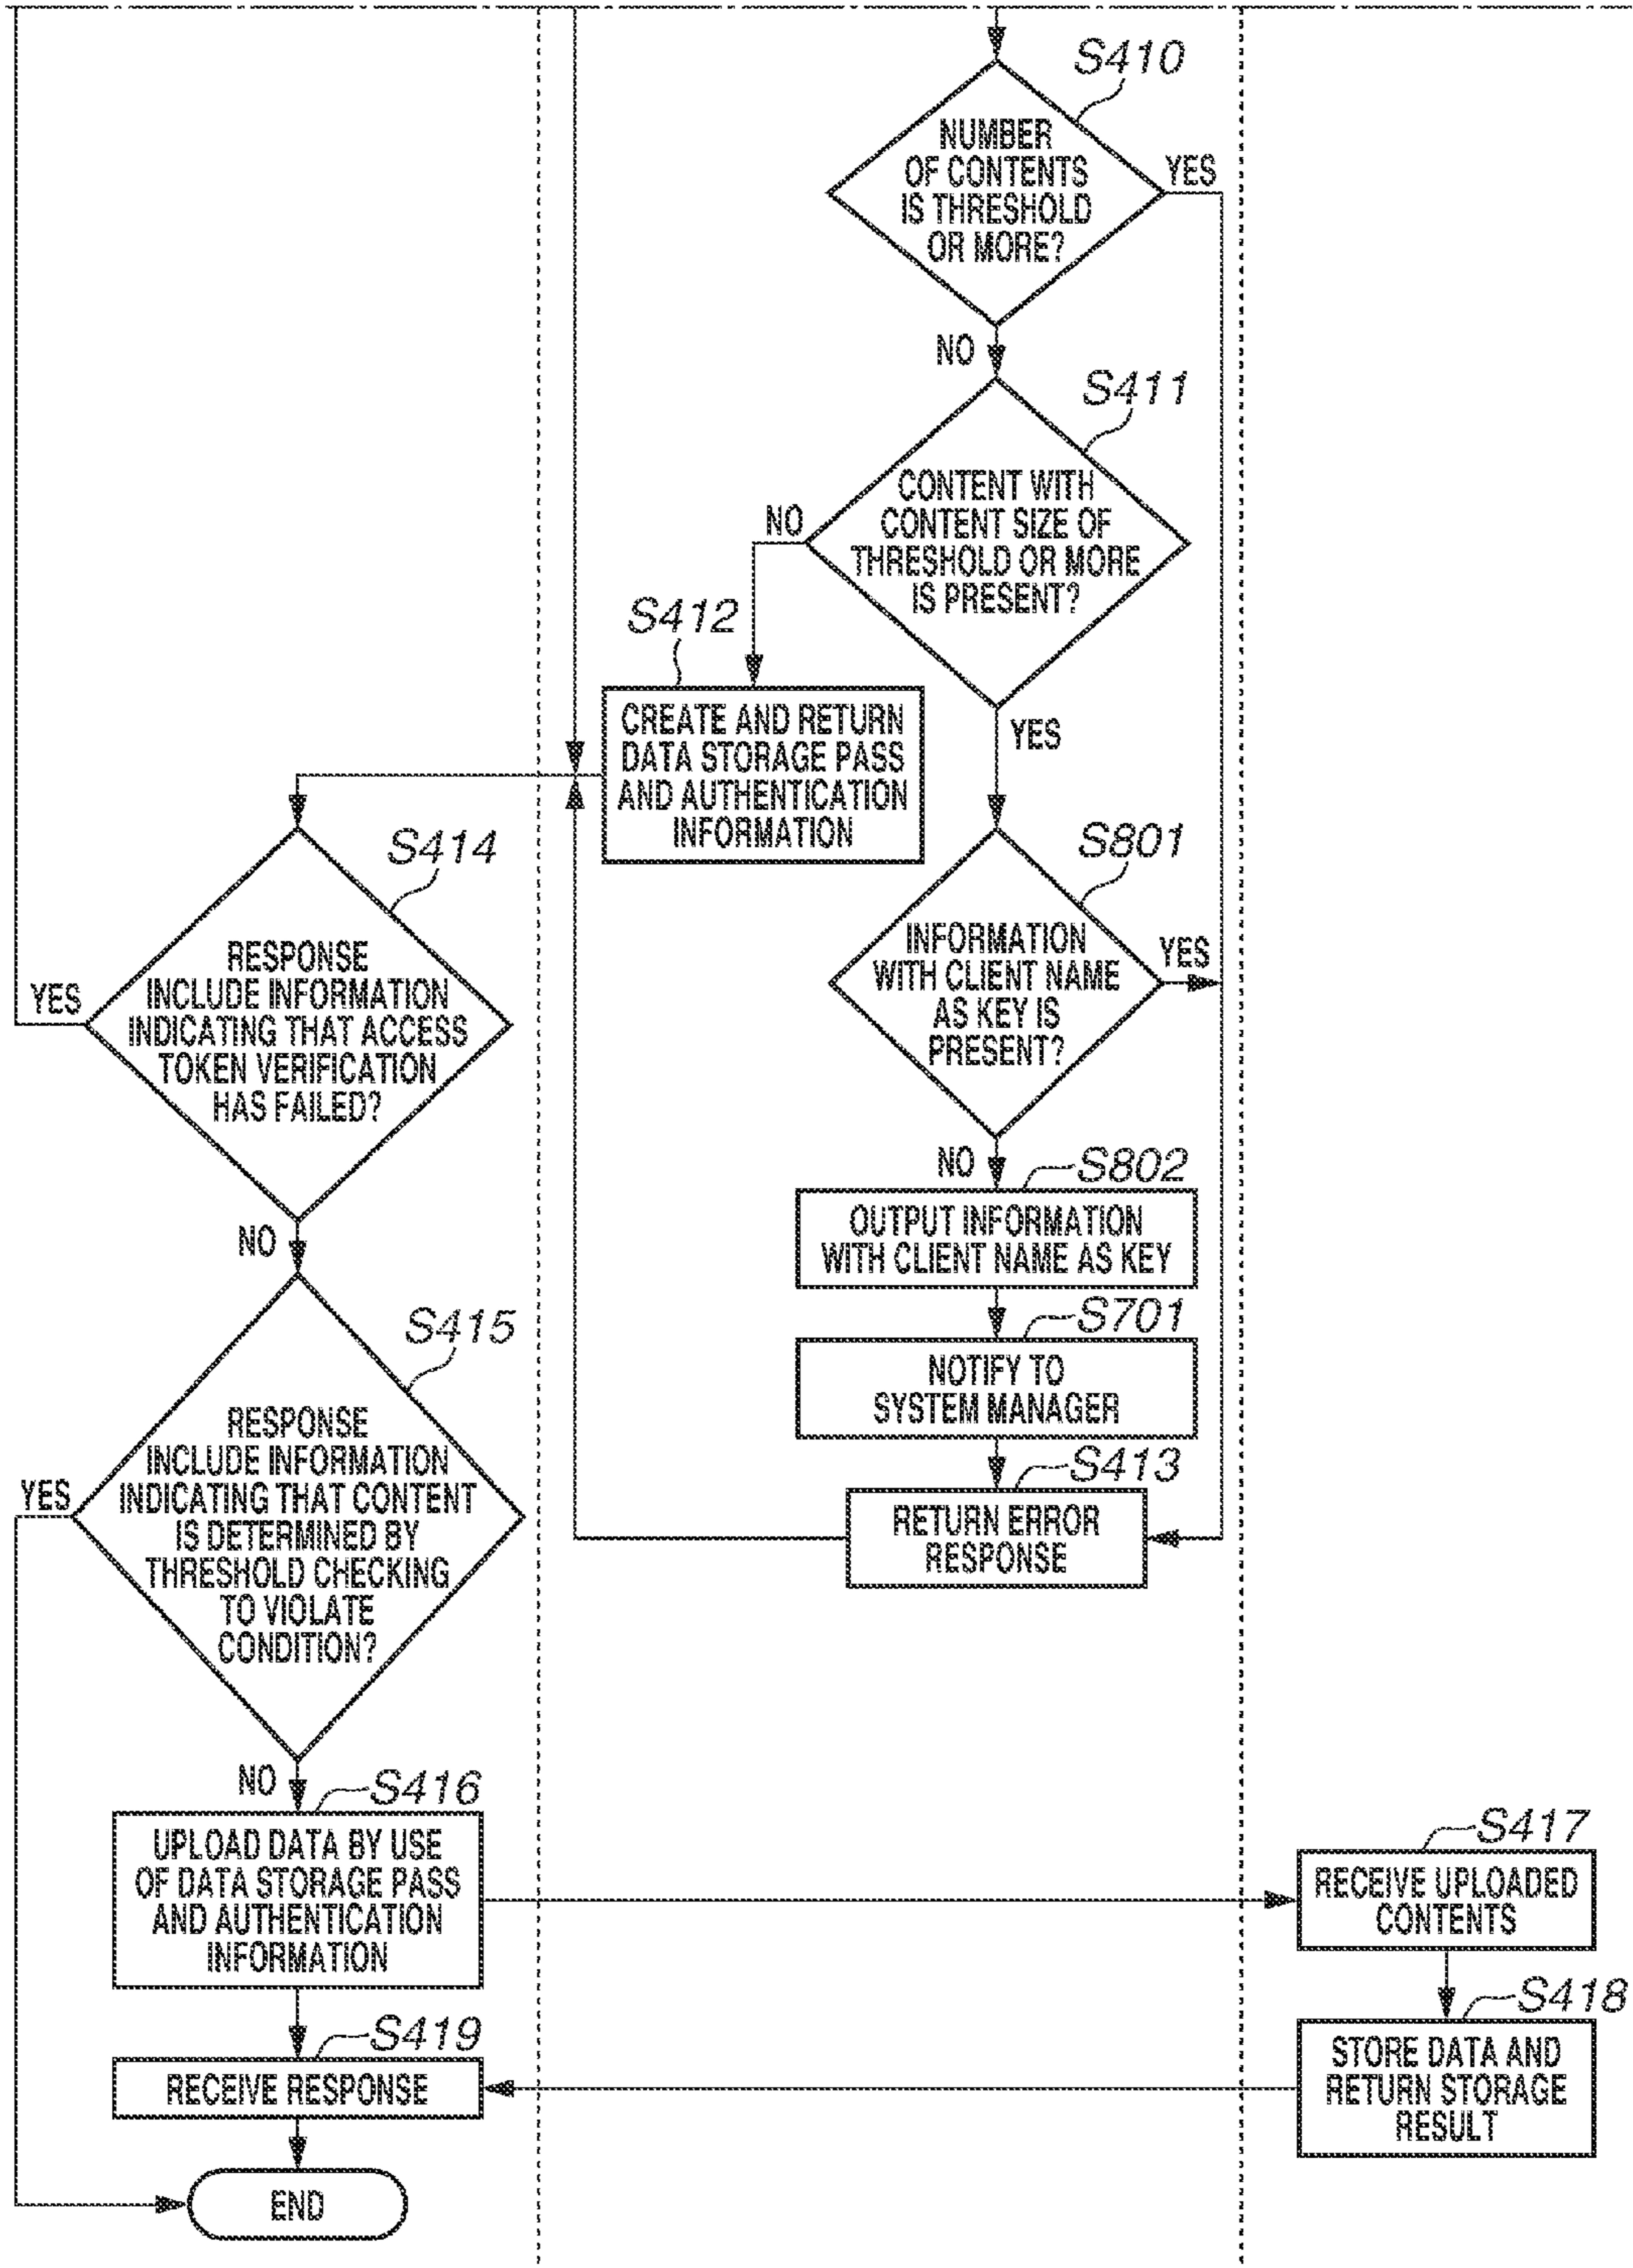 S410
NUMBER
OF CONTENTS
IS THRESHOLD
OR MORE?
YES
NO
S411
CONTENT WITH
CONTENT SIZE OF
THRESHOLD OR MORE
IS PRESENT?
NO
YES
S412
CREATE AND RETURN
DATA STORAGE PASS
AND AUTHENTICATION
INFORMATION
S801
INFORMATION
WITH CLIENT NAME
AS KEY IS
PRESENT?
YES
NO
S802
OUTPUT INFORMATION
WITH CLIENT NAME AS KEY
S701
NOTIFY TO
SYSTEM MANAGER
S413
RETURN ERROR
RESPONSE
S414
RESPONSE
INCLUDE INFORMATION
INDICATING THAT ACCESS
TOKEN VERIFICATION
HAS FAILED?
YES
NO
S415
RESPONSE
INCLUDE INFORMATION
INDICATING THAT CONTENT
IS DETERMINED BY
THRESHOLD CHECKING
TO VIOLATE
CONDITION?
YES
NO
S416
UPLOAD DATA BY USE
OF DATA STORAGE PASS
AND AUTHENTICATION
INFORMATION
S417
RECEIVE UPLOADED
CONTENTS
S418
STORE DATA AND
RETURN STORAGE
RESULT
S419
RECEIVE RESPONSE
END